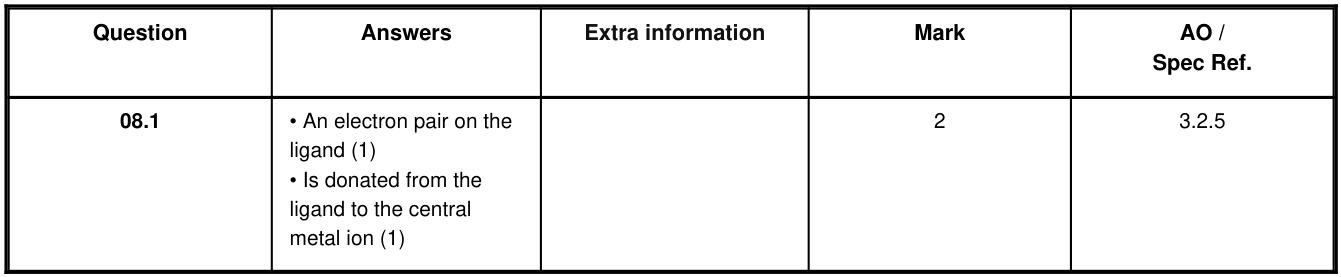 Question Answers Extra information Mark AO /
Spec Ref.
08.1 • An electron pair on the 2 3.2.5
ligand (1)
• Is donated from the
ligand to the central
metal ion (1)